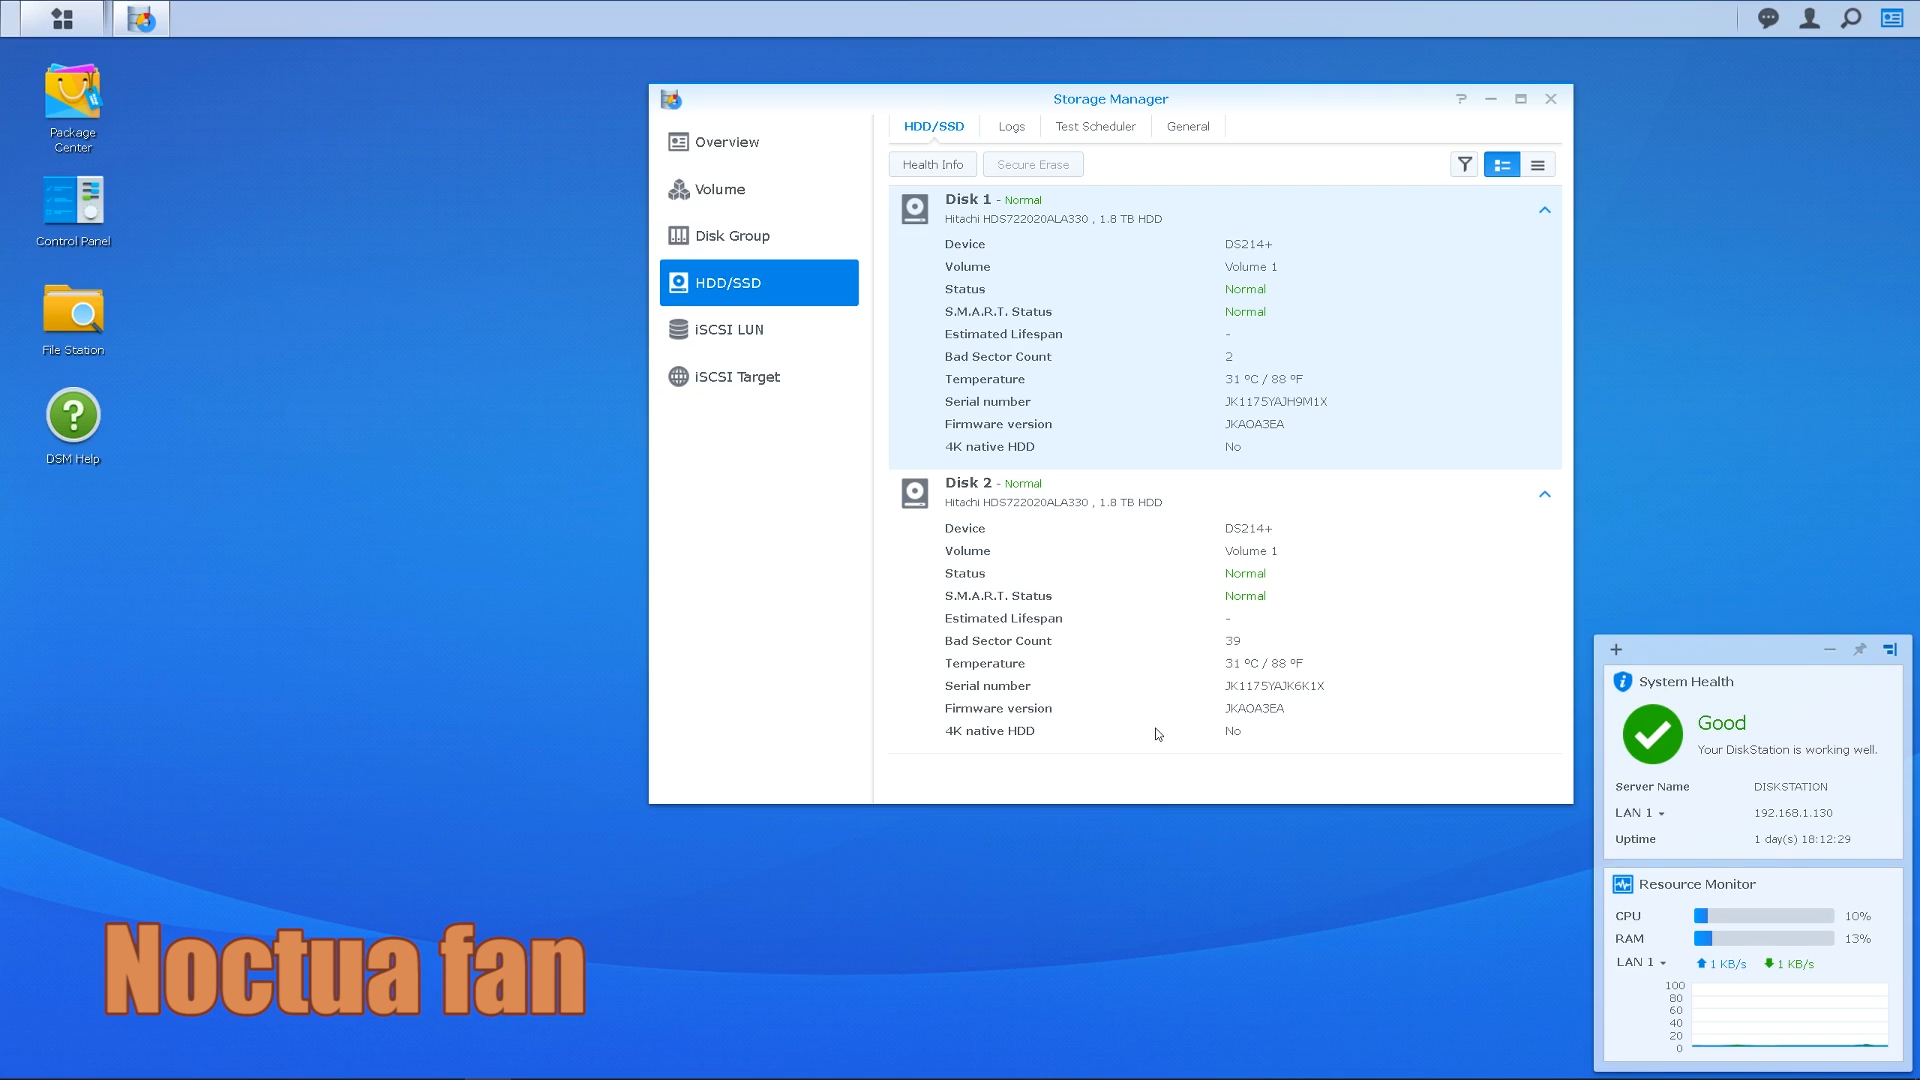 Package
Center
Control Panel
File Station
DSM Help
Storage Manager
Overview
Volume
Disk Group
HDD/SSD
iSCSI LUN
iSCSI Target
HDD/SSD Logs Test Scheduler General
Health Info Secure Erase
Disk 1 - Normal
Hitachi HDS722020ALA330 , 1.8 TB HDD
Device DS214+
Volume Volume 1
Status Normal
S.M.A.R.T. Status Normal
Estimated Lifespan -
Bad Sector Count 2
Temperature 31 ºC / 88 ºF
Serial number JK1175YAJH9M1X
Firmware version JKAOA3EA
4K native HDD No
Disk 2 - Normal
Hitachi HDS722020ALA330 , 1.8 TB HDD
Device DS214+
Volume Volume 1
Status Normal
S.M.A.R.T. Status Normal
Estimated Lifespan -
Bad Sector Count 39
Temperature 31 ºC / 88 ºF
Serial number JK1175YAJK6K1X
Firmware version JKAOA3EA
4K native HDD No
System Health
Good
Your DiskStation is working well.
Server Name DISKSTATION
LAN 1 192.168.1.130
Uptime 1 day(s) 18:12:29
Resource Monitor
CPU 10%
RAM 13%
LAN 1 1 KB/s 1 KB/s
100
80
60
40
20
0
Noctua fan